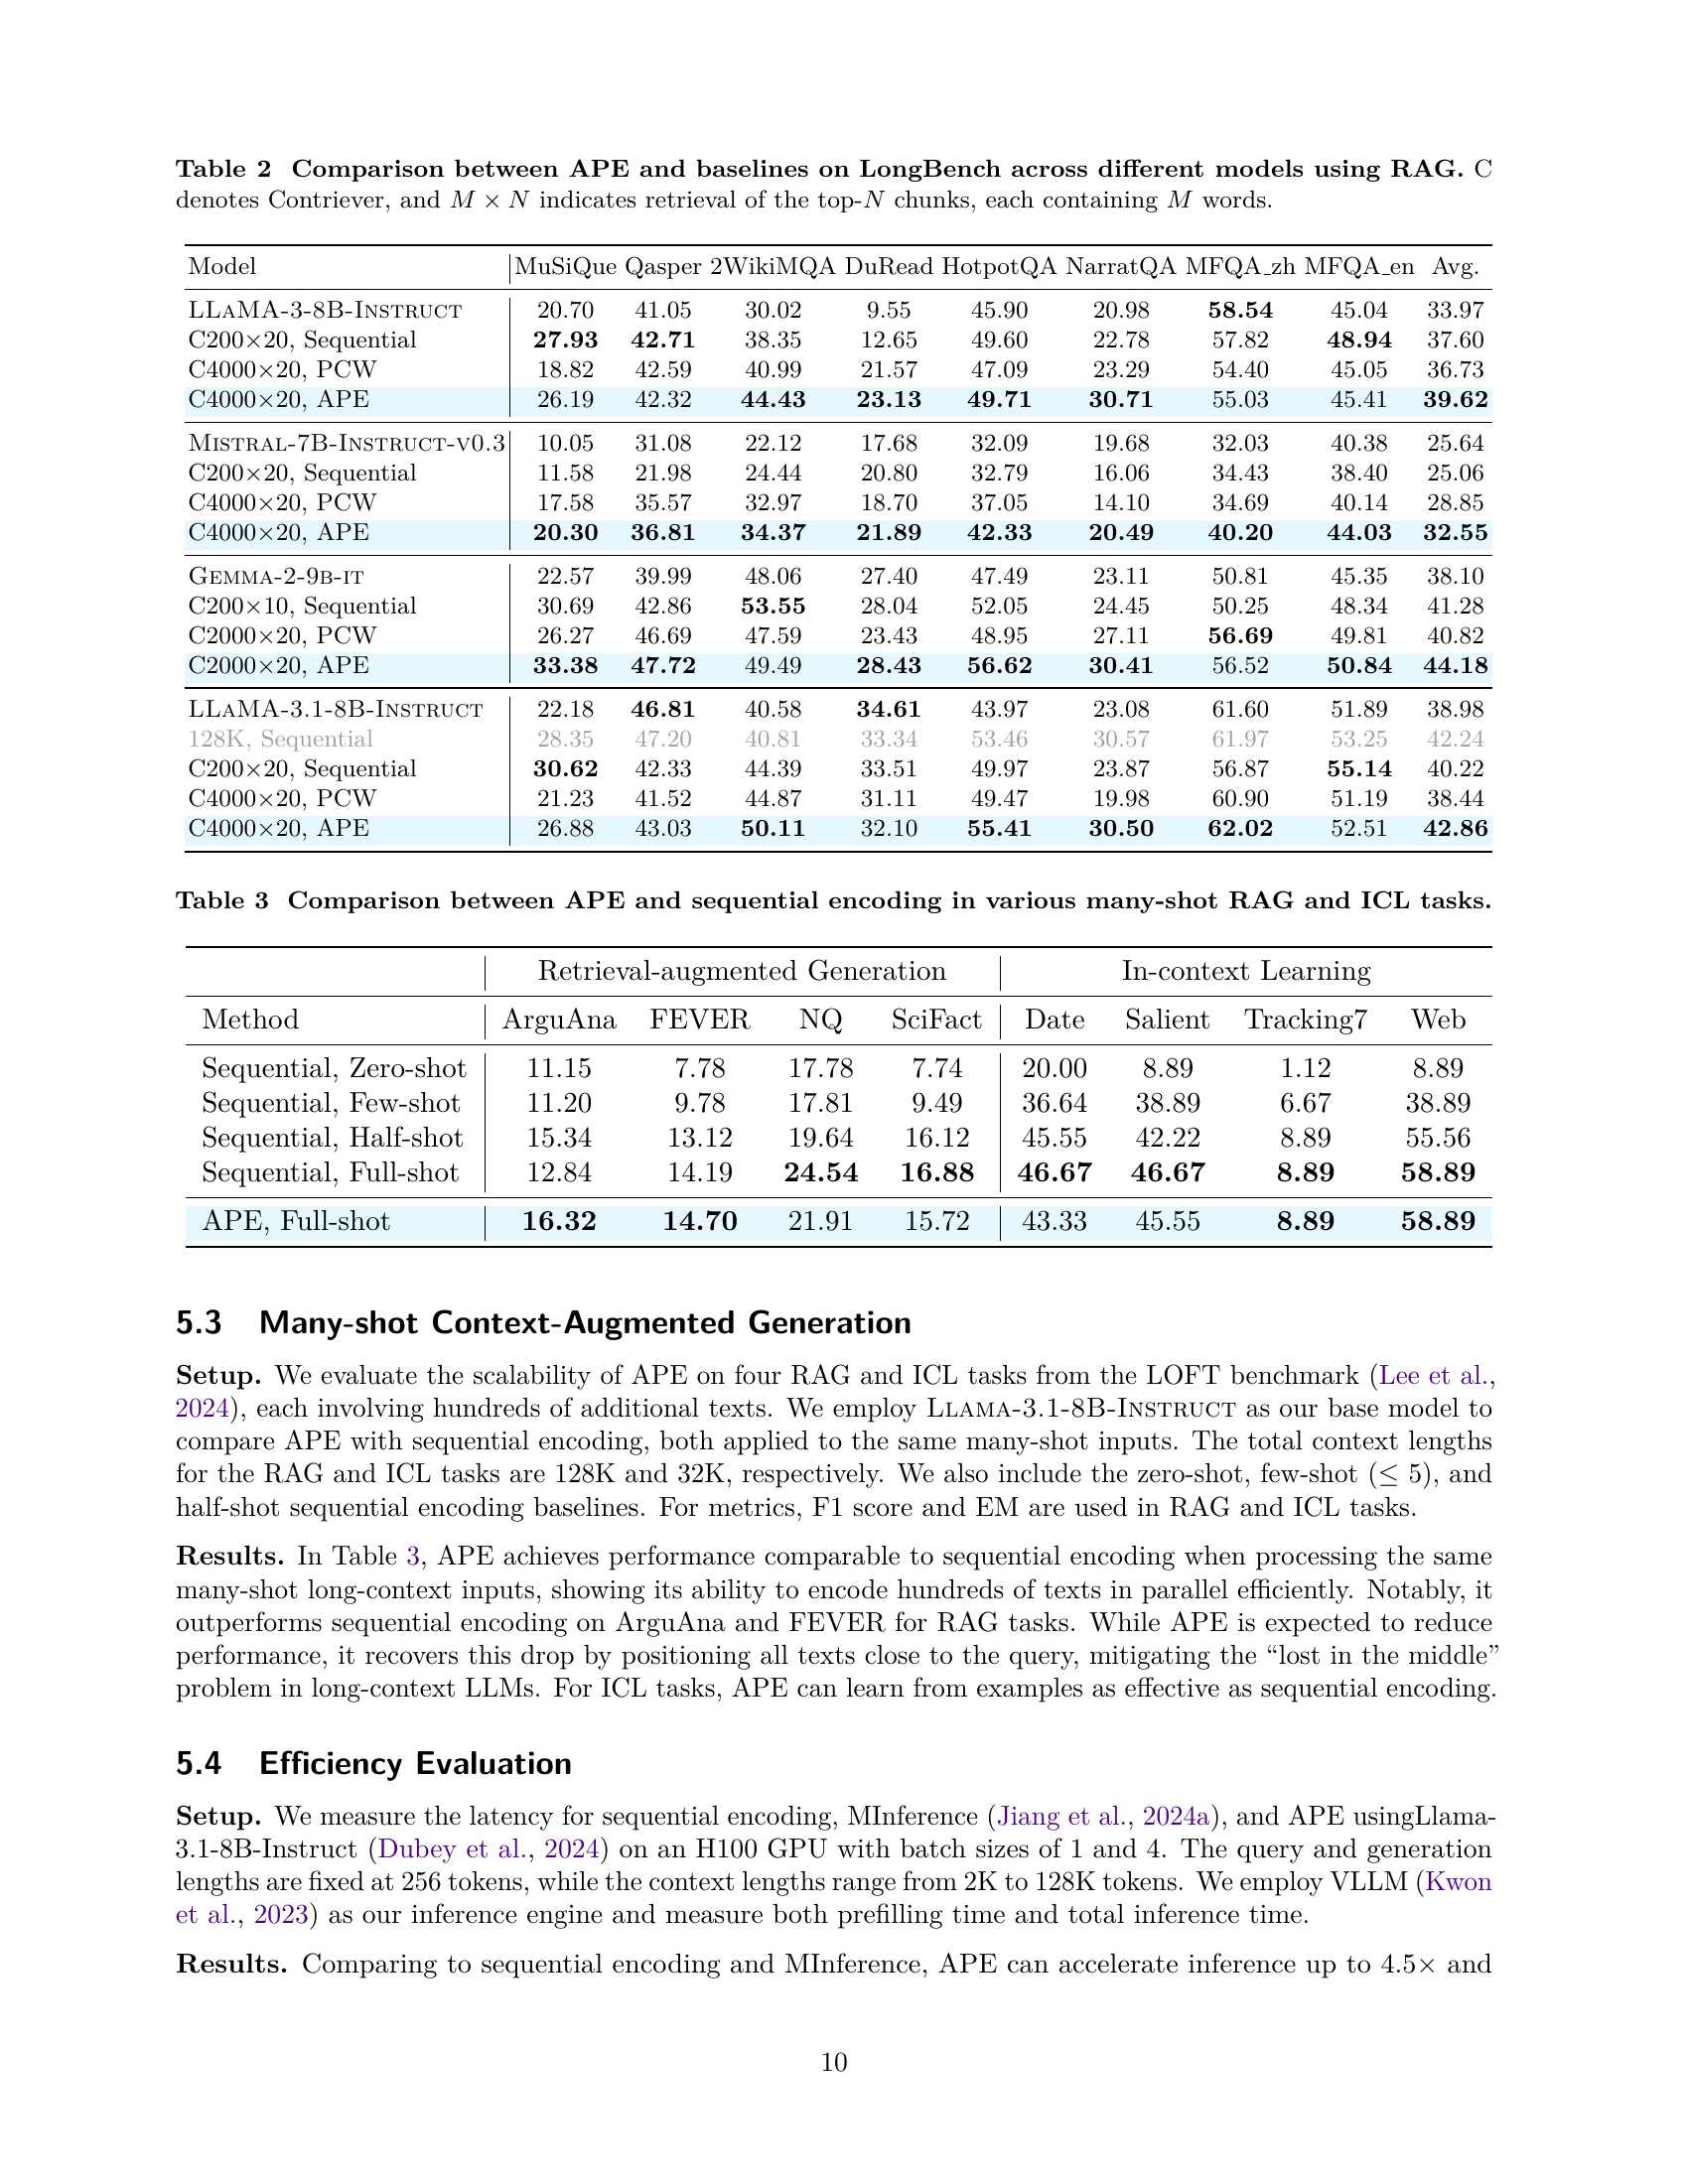 Table 2 Comparison between APE and baselines on LongBench across different models using RAG. C
denotes Contriever, and M × N indicates retrieval of the top-N chunks, each containing M words.
Model MuSiQue Qasper 2WikiMQA DuRead HotpotQA NarratQA MFQA_zh MFQA_en Avg.
LLaMA-3-8B-Instruct 20.70 41.05 30.02 9.55 45.90 20.98 58.54 45.04 33.97
C200×20, Sequential 27.93 42.71 38.35 12.65 49.60 22.78 57.82 48.94 37.60
C4000×20, PCW 18.82 42.59 40.99 21.57 47.09 23.29 54.40 45.05 36.73
C4000×20, APE 26.19 42.32 44.43 23.13 49.71 30.71 55.03 45.41 39.62
Mistral-7B-Instruct-v0.3 10.05 31.08 22.12 17.68 32.09 19.68 32.03 40.38 25.64
C200×20, Sequential 11.58 21.98 24.44 20.80 32.79 16.06 34.43 38.40 25.06
C4000×20, PCW 17.58 35.57 32.97 18.70 37.05 14.10 34.69 40.14 28.85
C4000×20, APE 20.30 36.81 34.37 21.89 42.33 20.49 40.20 44.03 32.55
Gemma-2-9b-it 22.57 39.99 48.06 27.40 47.49 23.11 50.81 45.35 38.10
C200×10, Sequential 30.69 42.86 53.55 28.04 52.05 24.45 50.25 48.34 41.28
C2000×20, PCW 26.27 46.69 47.59 23.43 48.95 27.11 56.69 49.81 40.82
C2000×20, APE 33.38 47.72 49.49 28.43 56.62 30.41 56.52 50.84 44.18
LLaMA-3.1-8B-Instruct 22.18 46.81 40.58 34.61 43.97 23.08 61.60 51.89 38.98
128K, Sequential 28.35 47.20 40.81 33.34 53.46 30.57 61.97 53.25 42.24
C200×20, Sequential 30.62 42.33 44.39 33.51 49.97 23.87 56.87 55.14 40.22
C4000×20, PCW 21.23 41.52 44.87 31.11 49.47 19.98 60.90 51.19 38.44
C4000×20, APE 26.88 43.03 50.11 32.10 55.41 30.50 62.02 52.51 42.86
Table 3 Comparison between APE and sequential encoding in various many-shot RAG and ICL tasks.
Retrieval-augmented Generation In-context Learning
Method ArguAna FEVER NQ SciFact Date Salient Tracking7 Web
Sequential, Zero-shot 11.15 7.78 17.78 7.74 20.00 8.89 1.12 8.89
Sequential, Few-shot 11.20 9.78 17.81 9.49 36.64 38.89 6.67 38.89
Sequential, Half-shot 15.34 13.12 19.64 16.12 45.55 42.22 8.89 55.56
Sequential, Full-shot 12.84 14.19 24.54 16.88 46.67 46.67 8.89 58.89
APE, Full-shot 16.32 14.70 21.91 15.72 43.33 45.55 8.89 58.89
5.3 Many-shot Context-Augmented Generation
Setup. We evaluate the scalability of APE on four RAG and ICL tasks from the LOFT benchmark (Lee et al.,
2024), each involving hundreds of additional texts. We employ Llama-3.1-8B-Instruct as our base model to
compare APE with sequential encoding, both applied to the same many-shot inputs. The total context lengths
for the RAG and ICL tasks are 128K and 32K, respectively. We also include the zero-shot, few-shot (≤ 5), and
half-shot sequential encoding baselines. For metrics, F1 score and EM are used in RAG and ICL tasks.
Results. In Table 3, APE achieves performance comparable to sequential encoding when processing the same
many-shot long-context inputs, showing its ability to encode hundreds of texts in parallel efficiently. Notably, it
outperforms sequential encoding on ArguAna and FEVER for RAG tasks. While APE is expected to reduce
performance, it recovers this drop by positioning all texts close to the query, mitigating the “lost in the middle”
problem in long-context LLMs. For ICL tasks, APE can learn from examples as effective as sequential encoding.
5.4 Efficiency Evaluation
Setup. We measure the latency for sequential encoding, MInference (Jiang et al., 2024a), and APE usingLlama-
3.1-8B-Instruct (Dubey et al., 2024) on an H100 GPU with batch sizes of 1 and 4. The query and generation
lengths are fixed at 256 tokens, while the context lengths range from 2K to 128K tokens. We employ VLLM (Kwon
et al., 2023) as our inference engine and measure both prefilling time and total inference time.
Results. Comparing to sequential encoding and MInference, APE can accelerate inference up to 4.5× and
10